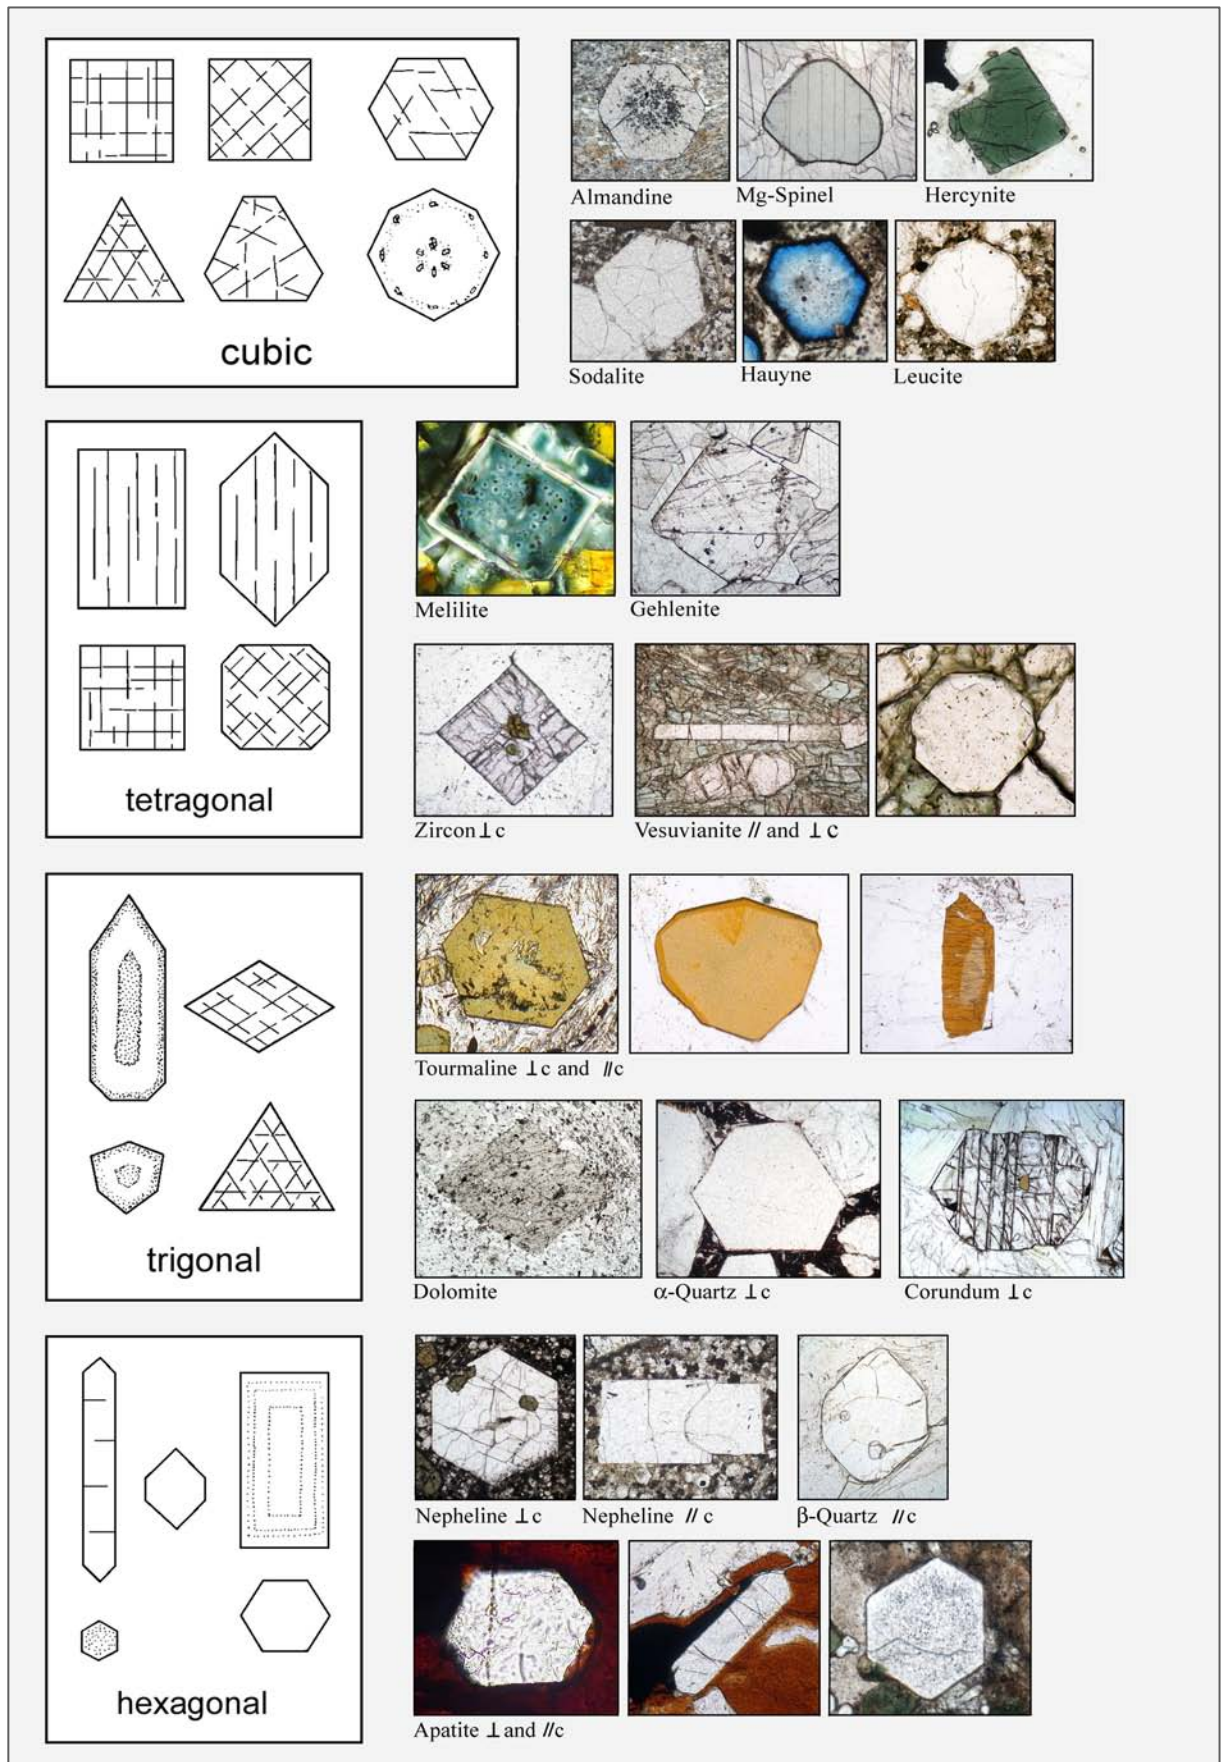 cubic
Almandine
Mg-Spinel
Hercynite
Sodalite
Hauyne
Leucite
tetragonal
Melilite
Gehlenite
Zircon ⊥ c
Vesuvianite // and ⊥ c
trigonal
Tourmaline ⊥c and //c
Dolomite
α-Quartz ⊥ c
Corundum ⊥c
hexagonal
Nepheline ⊥ c
Nepheline // c
β-Quartz //c
Apatite ⊥ and //c